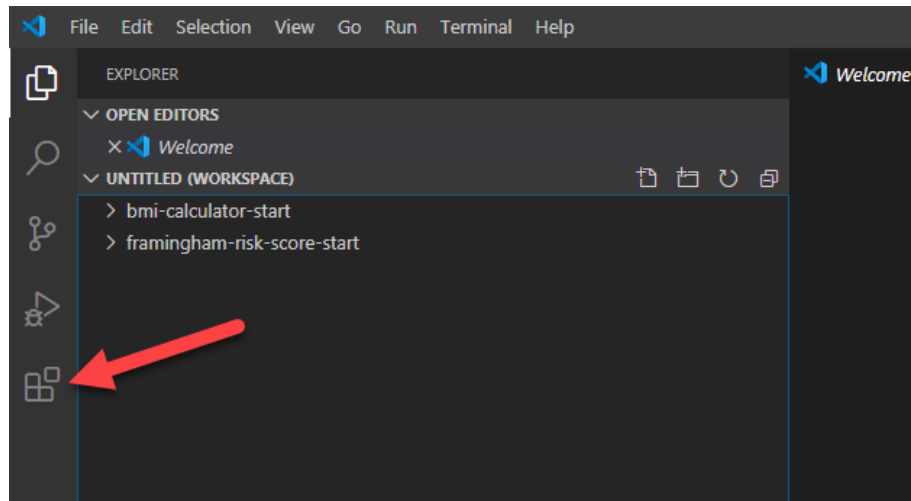 File Edit Selection View Go Run Terminal Help
EXPLORER
OPEN EDITORS
Welcome
UNTITLED (WORKSPACE)
bmi-calculator-start
framingham-risk-score-start
Welcome